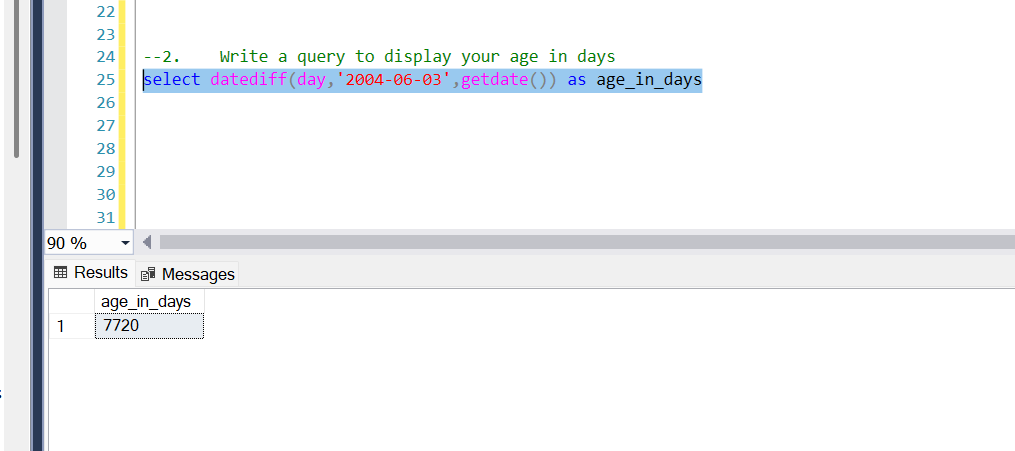 22
23
24 --2. Write a query to display your age in days
25 select datediff(day,'2004-06-03',getdate()) as age_in_days
26
27
28
29
30
31
90 %
Results Messages
age_in_days
1 7720